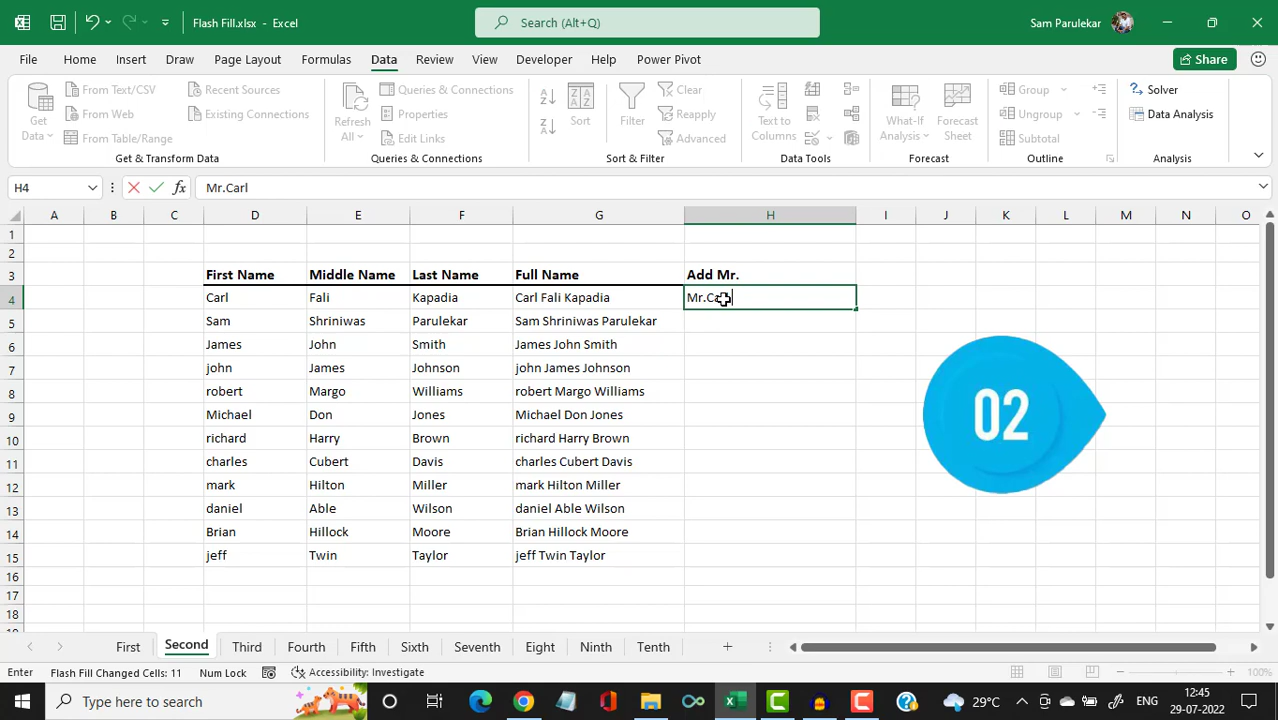 Flash Fill.xlsx - Excel
Search (Alt+Q)
Sam Parulekar
File Home Insert Draw Page Layout Formulas Data Review View Developer Help Power Pivot
Share
Get Data
From Text/CSV
From Web
From Table/Range
Recent Sources
Existing Connections
Get & Transform Data
Refresh All
Queries & Connections
Properties
Edit Links
Queries & Connections
Sort
Filter
Clear
Reapply
Advanced
Sort & Filter
Text to Columns
Data Tools
What-If Analysis
Forecast Sheet
Forecast
Group
Ungroup
Subtotal
Outline
Solver
Data Analysis
Analysis
H4 fx Mr.Carl
A B C D E F G H I J K L M N O
1
2
3 First Name Middle Name Last Name Full Name Add Mr.
4 Carl Fali Kapadia Carl Fali Kapadia Mr.Carl
5 Sam Shriniwas Parulekar Sam Shriniwas Parulekar
6 James John Smith James John Smith
7 john James Johnson john James Johnson
8 robert Margo Williams robert Margo Williams
9 Michael Don Jones Michael Don Jones
10 richard Harry Brown richard Harry Brown
11 charles Cubert Davis charles Cubert Davis
12 mark Hilton Miller mark Hilton Miller
13 daniel Able Wilson daniel Able Wilson
14 Brian Hillock Moore Brian Hillock Moore
15 jeff Twin Taylor jeff Twin Taylor
16
17
18
02
First Second Third Fourth Fifth Sixth Seventh Eight Ninth Tenth
Enter Flash Fill Changed Cells: 11 Num Lock Accessibility: Investigate 100%
Type here to search
29°C
ENG
12:45
29-07-2022